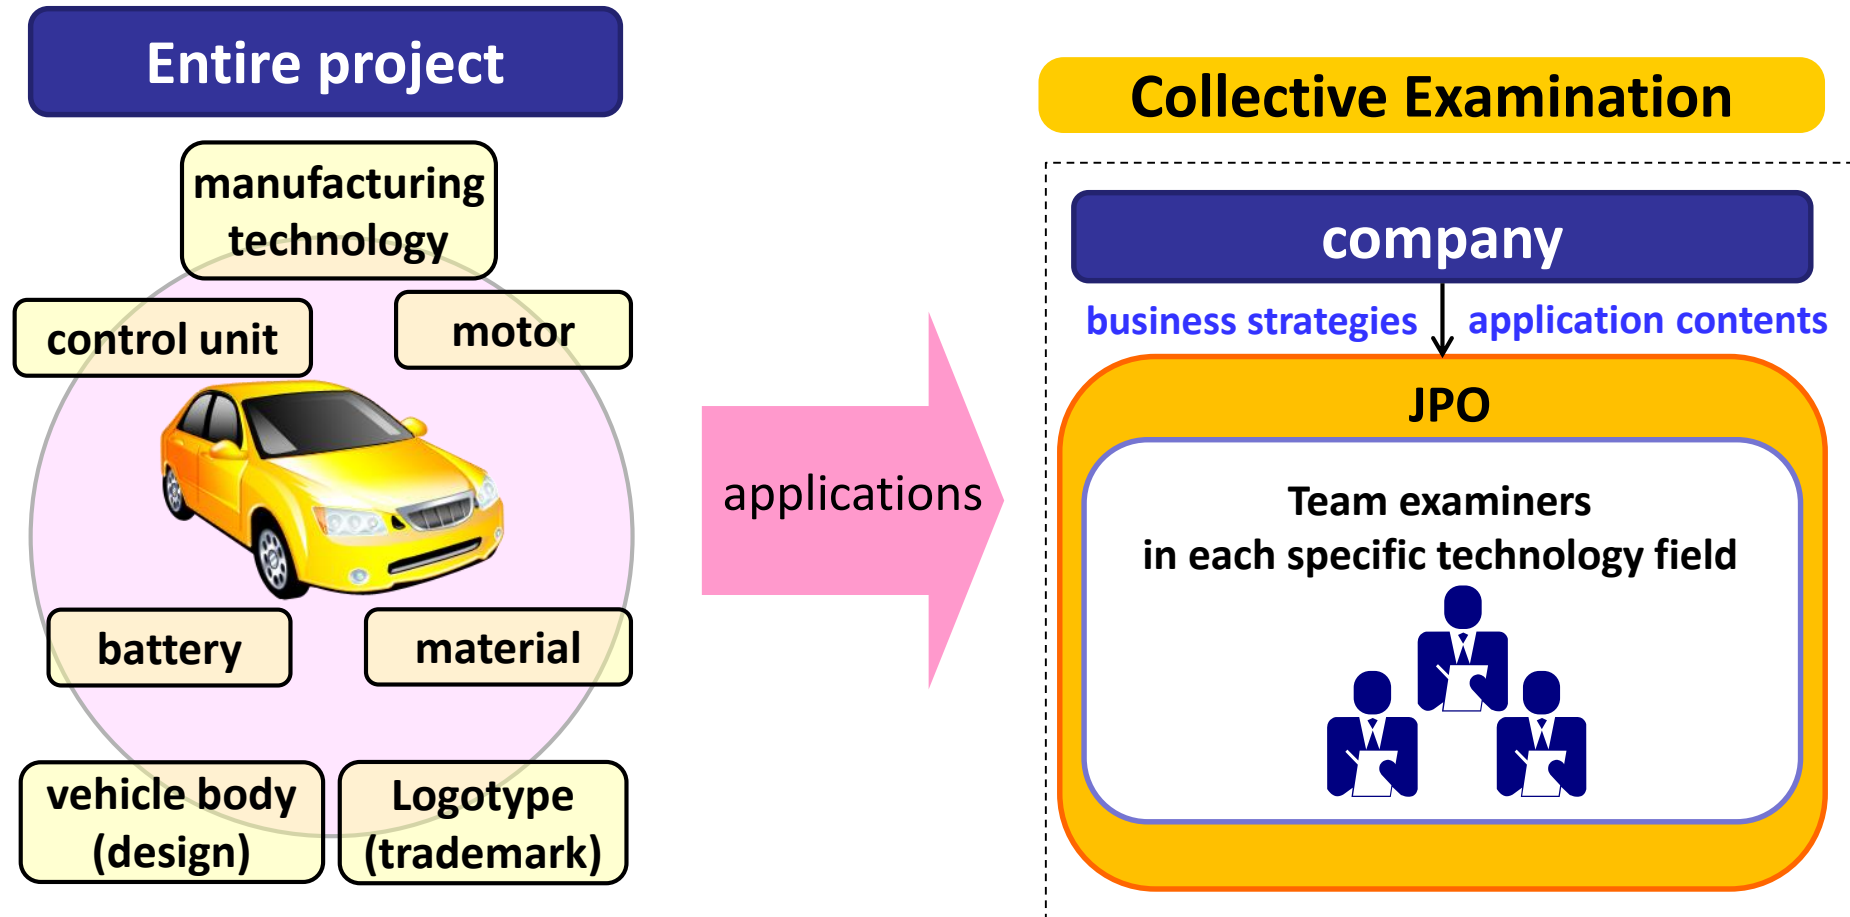 Entire project
manufacturing
technology
control unit
motor
battery
material
vehicle body
(design)
Logotype
(trademark)
applications
Collective Examination
company
business strategies
application contents
JPO
Team examiners
in each specific technology field